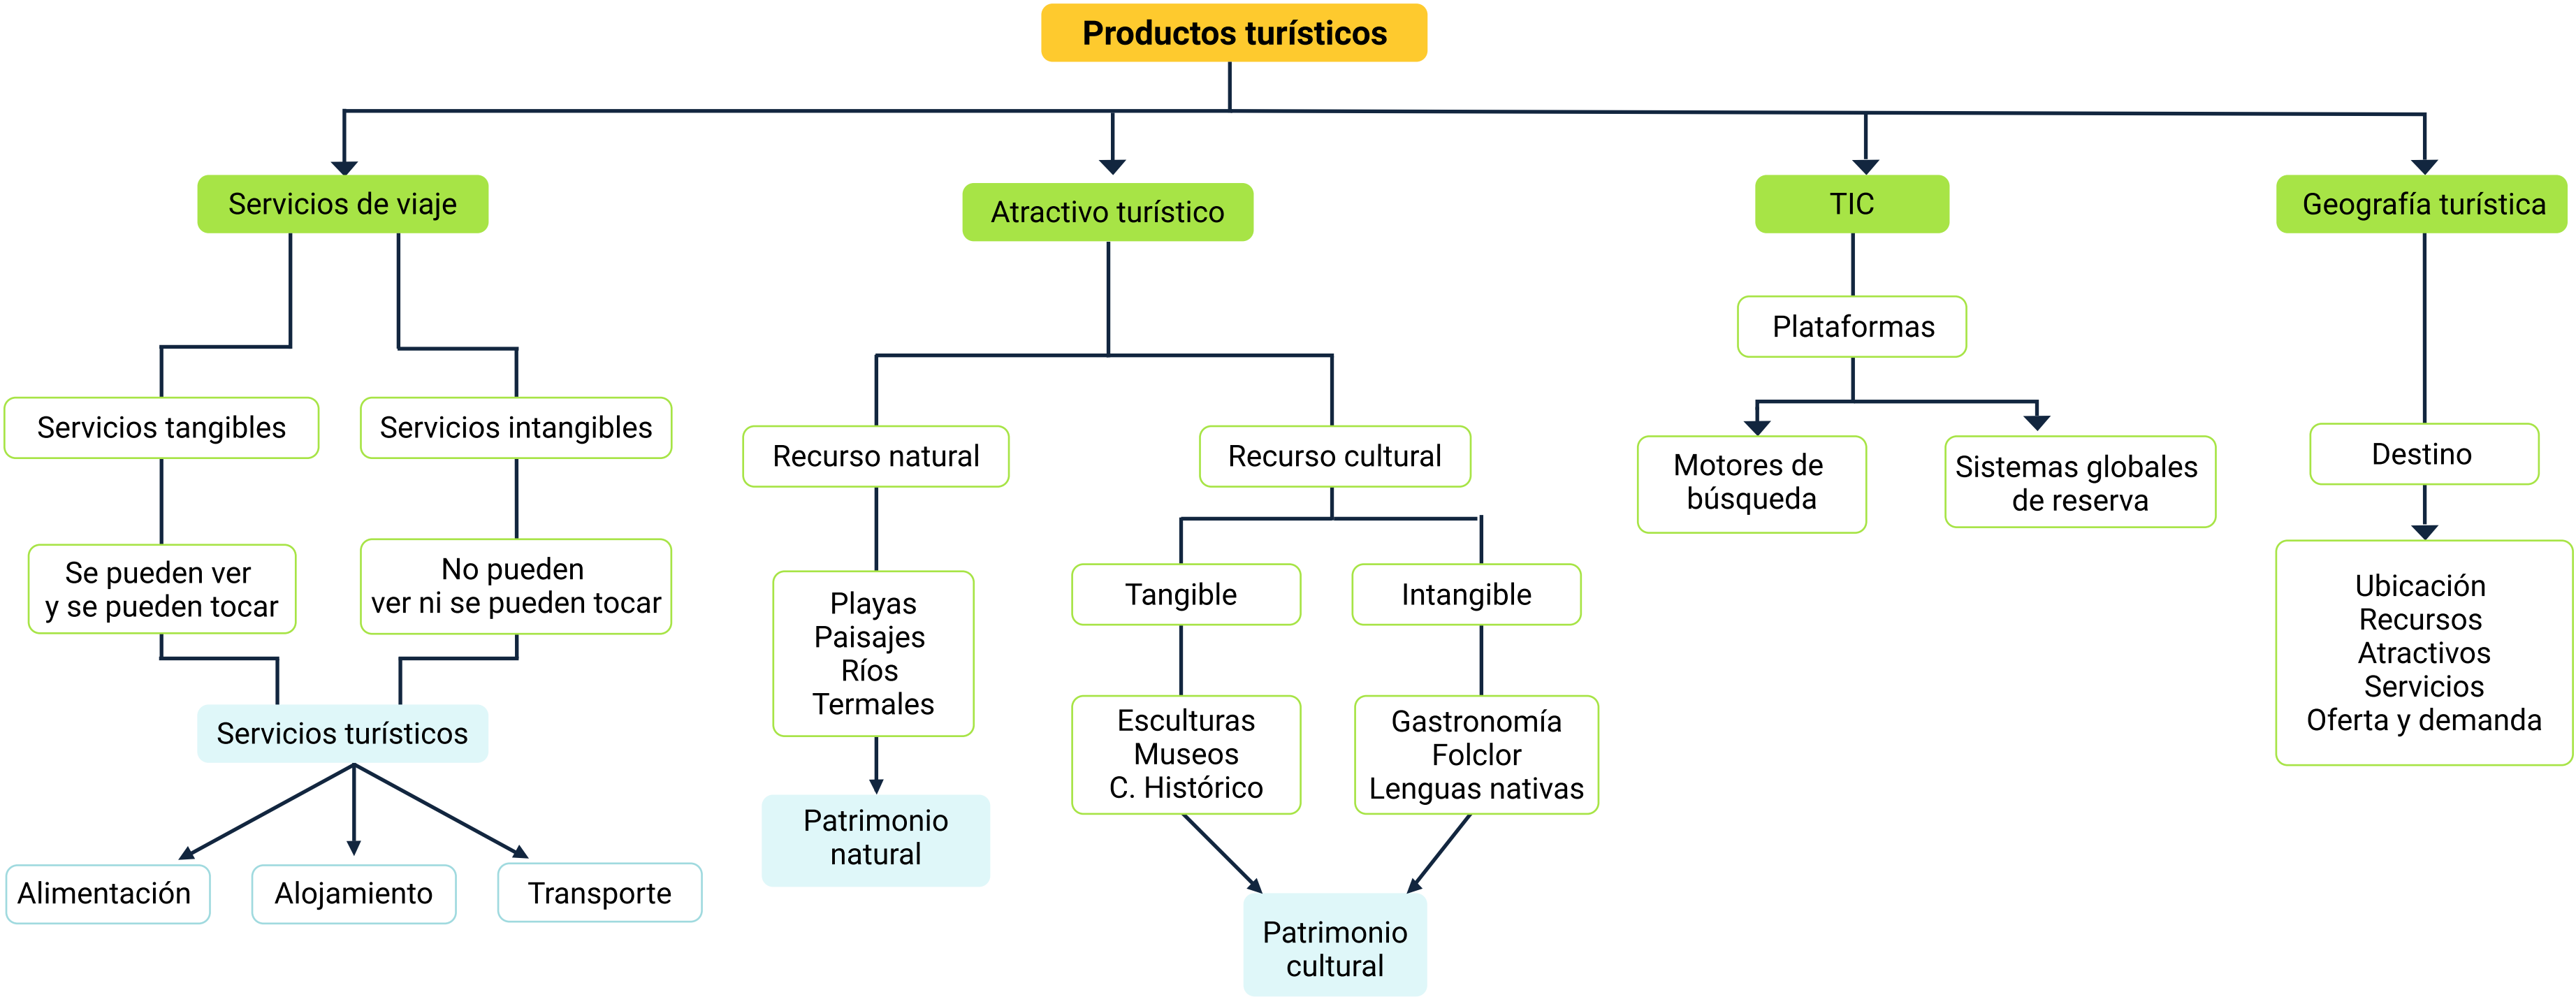 Productos turísticos
Servicios de viaje
Atractivo turístico
TIC
Geografía turística
Servicios tangibles
Servicios intangibles
Se pueden ver
y se pueden tocar
No pueden
ver ni se pueden tocar
Servicios turísticos
Alimentación
Alojamiento
Transporte
Recurso natural
Playas
Paisajes
Ríos
Termales
Patrimonio
natural
Recurso cultural
Tangible
Intangible
Esculturas
Museos
C. Histórico
Gastronomía
Folclor
Lenguas nativas
Patrimonio
cultural
Plataformas
Motores de
búsqueda
Sistemas globales
de reserva
Destino
Ubicación
Recursos
Atractivos
Servicios
Oferta y demanda